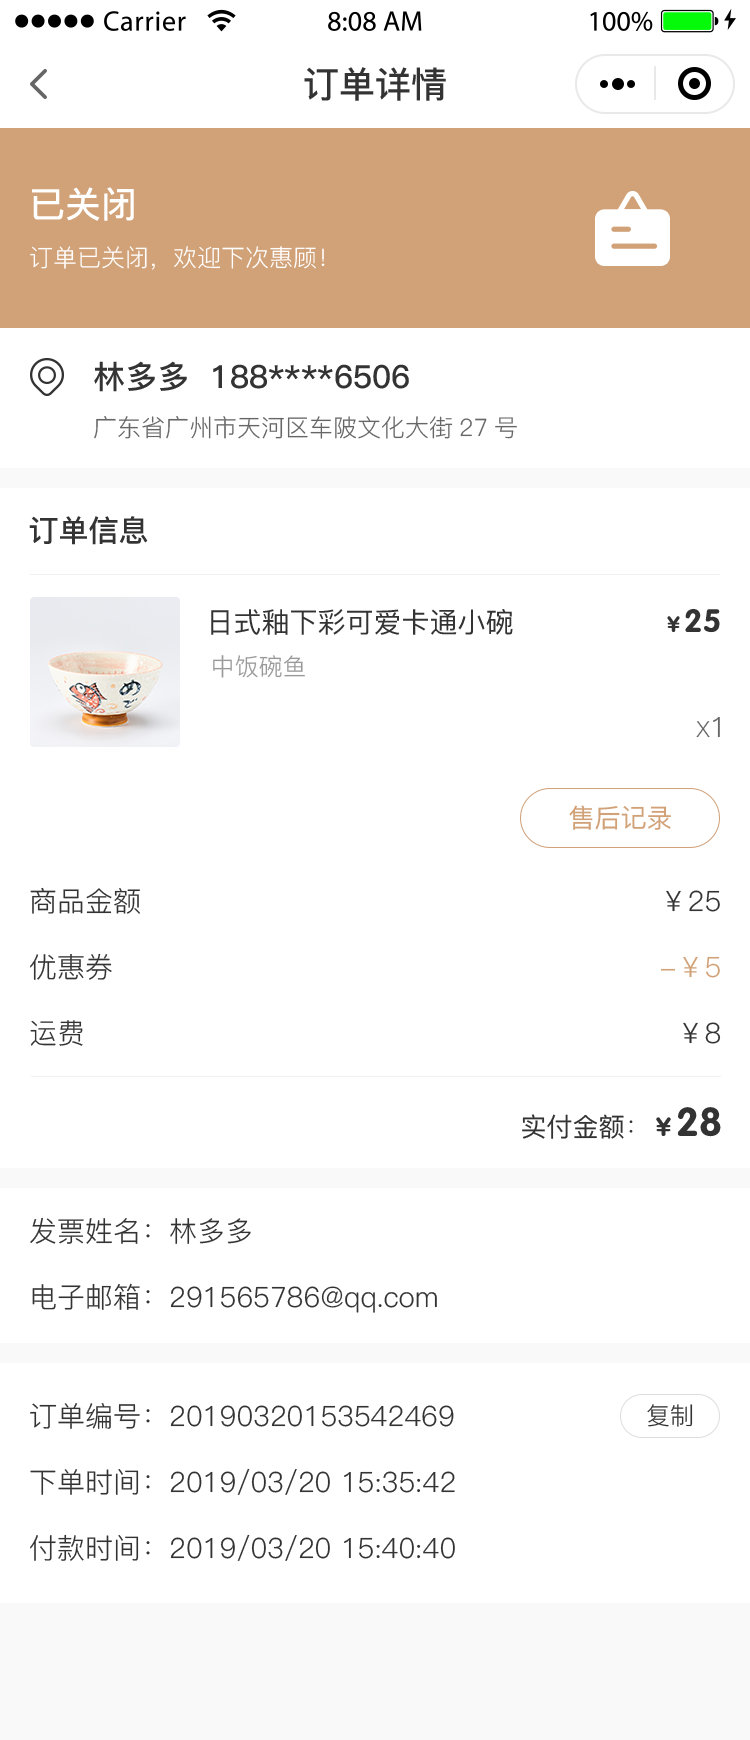 Carrier 8:08 AM 100%
订单详情
已关闭
订单已关闭，欢迎下次惠顾！
林多多 188****6506
广东省广州市天河区车陂文化大街 27 号
订单信息
日式釉下彩可爱卡通小碗 ¥25
中饭碗鱼
x1
售后记录
商品金额 ¥25
优惠券 -¥5
运费 ¥8
实付金额： ¥28
发票姓名：林多多
电子邮箱：291565786@qq.com
订单编号：20190320153542469 复制
下单时间：2019/03/20 15:35:42
付款时间：2019/03/20 15:40:40